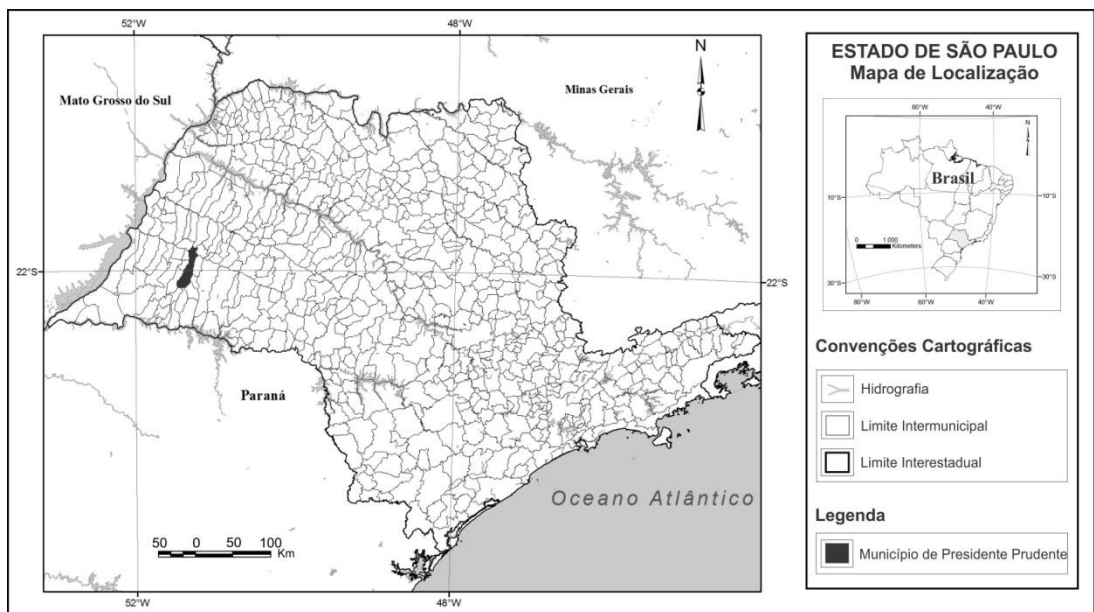 52°W
48°W
N
Mato Grosso do Sul
Minas Gerais
22°S
22°S
Paraná
Oceano Atlântico
50 0 50 100
Km
52°W
48°W
ESTADO DE SÃO PAULO
Mapa de Localização
60°W
40°W
N
Brasil
10°S
10°S
0 1.000
Kilometers
30°S
30°S
80°W
60°W
40°W
Convenções Cartográficas
Hidrografia
Limite Intermunicipal
Limite Interestadual
Legenda
Município de Presidente Prudente